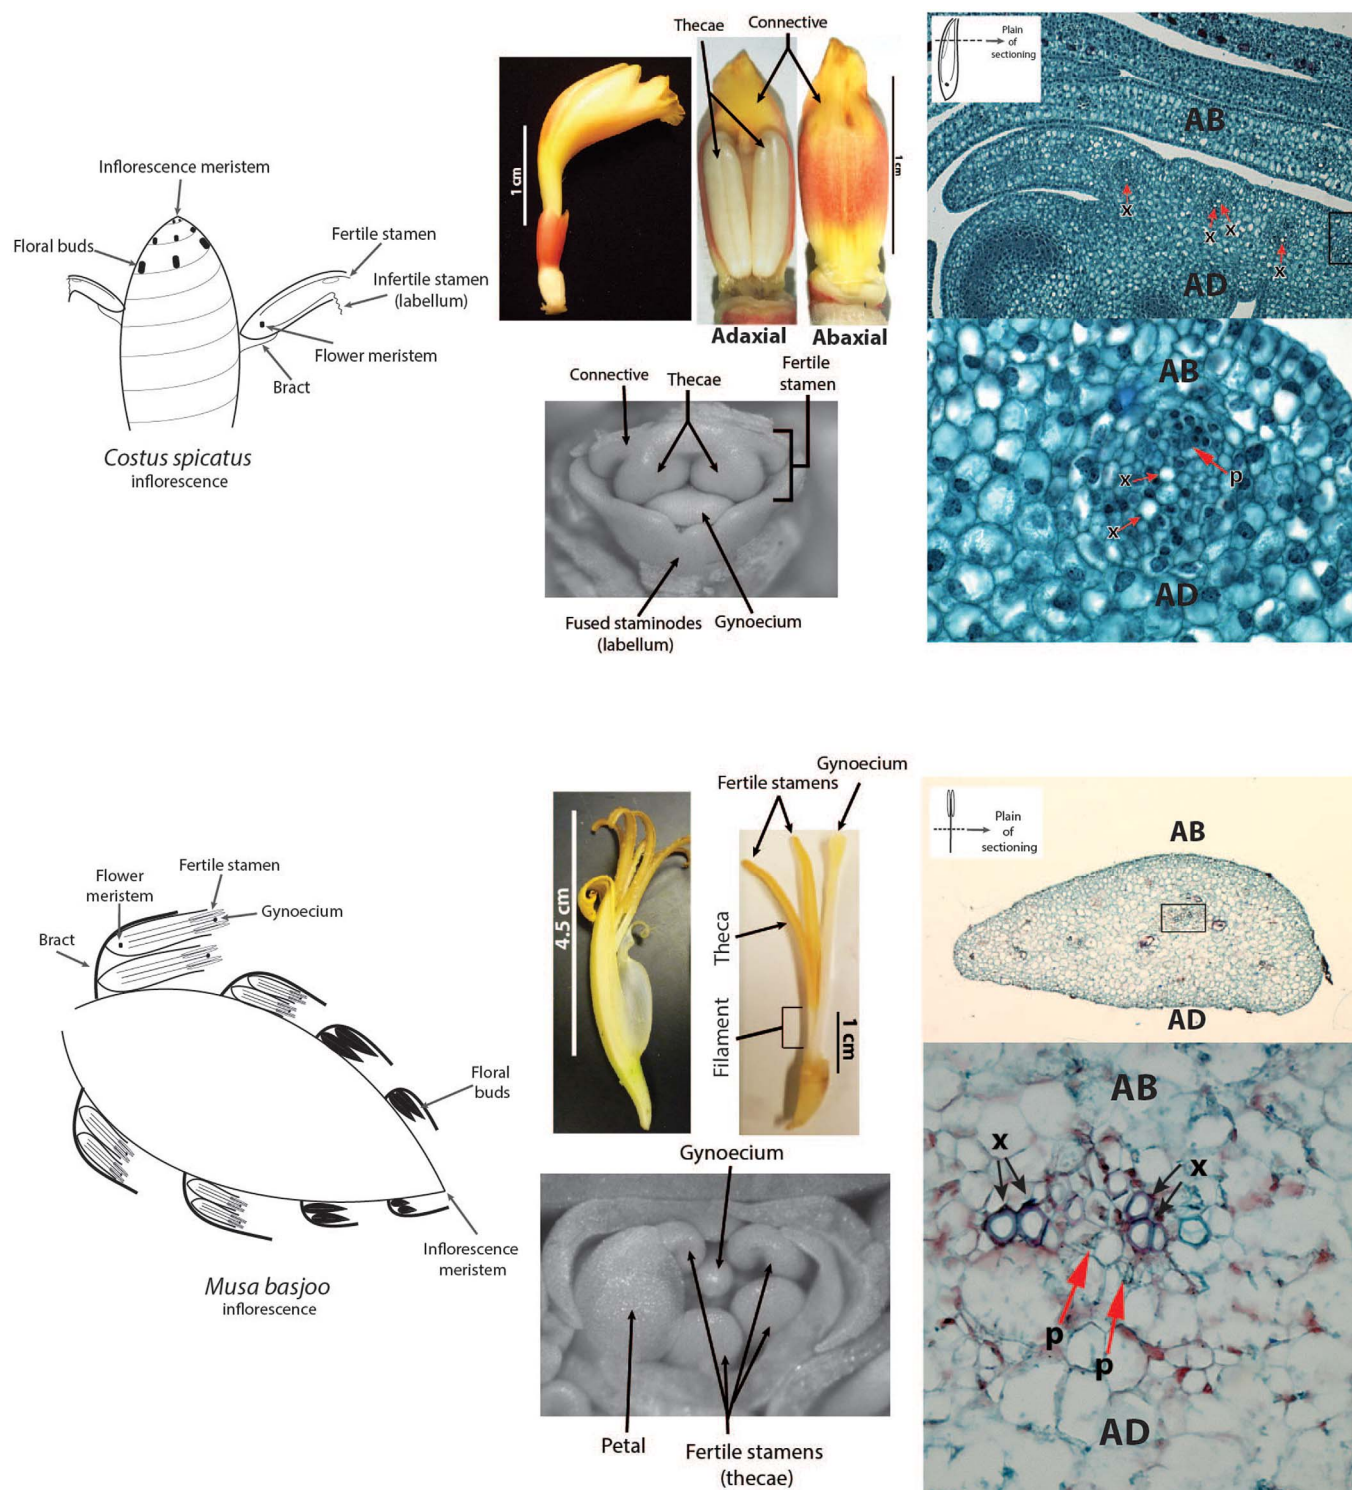 Inflorescence meristem
Floral buds
Fertile stamen
Infertile stamen
(labellum)
Flower meristem
Bract
Costus spicatus
inflorescence
1 cm
Thecae
Connective
1 cm
Adaxial
Abaxial
Connective
Thecae
Fertile
stamen
Fused staminodes
(labellum)
Gynoecium
Plain
of
sectioning
AB
x
x
x
x
AD
AB
x
p
x
AD
Fertile stamen
Flower
meristem
Gynoecium
Bract
Floral
buds
Inflorescence
meristem
Musa basjoo
inflorescence
4.5 cm
Gynoecium
Fertile stamens
Theca
Filament
1 cm
Gynoecium
Petal
Fertile stamens
(thecae)
Plain
of
sectioning
AB
AD
AB
x
x
p
p
AD